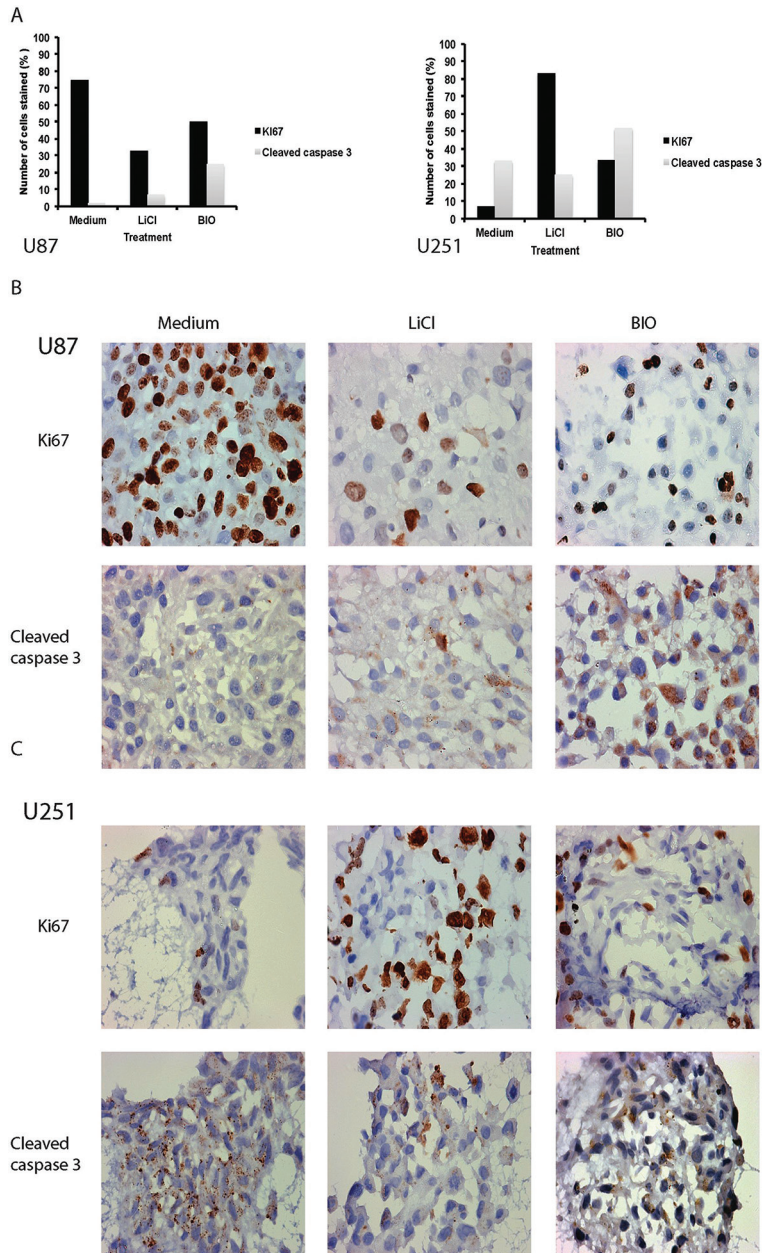 A
100
90
80
70
60
50
40
30
20
10
0
Number of cells stained (% )
Medium LiCl BIO
Treatment
KI67
Cleaved caspase 3
U87
100
90
80
70
60
50
40
30
20
10
0
Number of cells stained (%)
Medium LiCl BIO
Treatment
KI67
Cleaved caspase 3
U251
B
Medium LiCl BIO
U87
Ki67
Cleaved
caspase 3
C
U251
Ki67
Cleaved
caspase 3